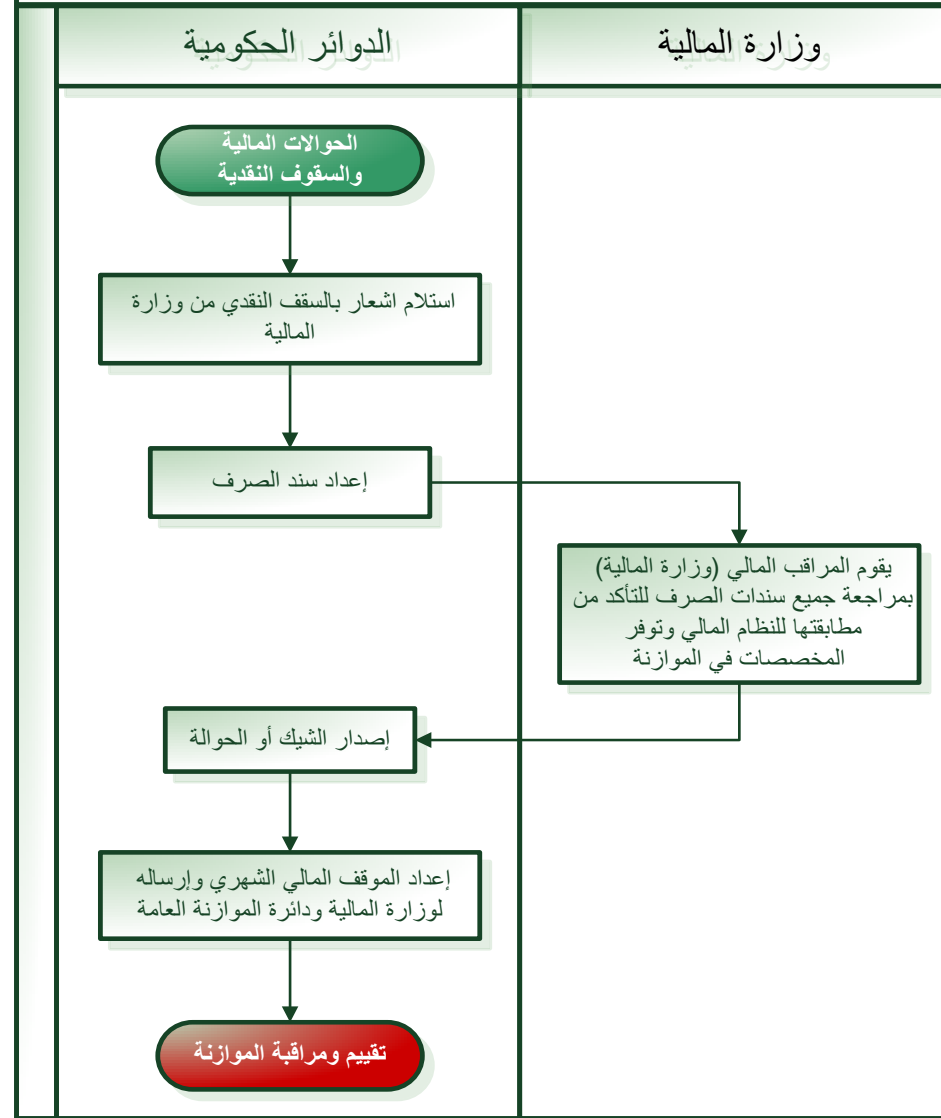 وزارة المالية
الدوائر الحكومية
الحوالات المالية
والسقوف النقدية
استلام اشعار بالسقف النقدي من وزارة
المالية
إعداد سند الصرف
يقوم المراقب المالي (وزارة المالية)
بمراجعة جميع سندات الصرف للتأكد من
مطابقتها للنظام المالي وتوفر
المخصصات في الموازنة
إصدار الشيك أو الحوالة
إعداد الموقف المالي الشهري وإرساله
لوزارة المالية ودائرة الموازنة العامة
تقييم ومراقبة الموازنة